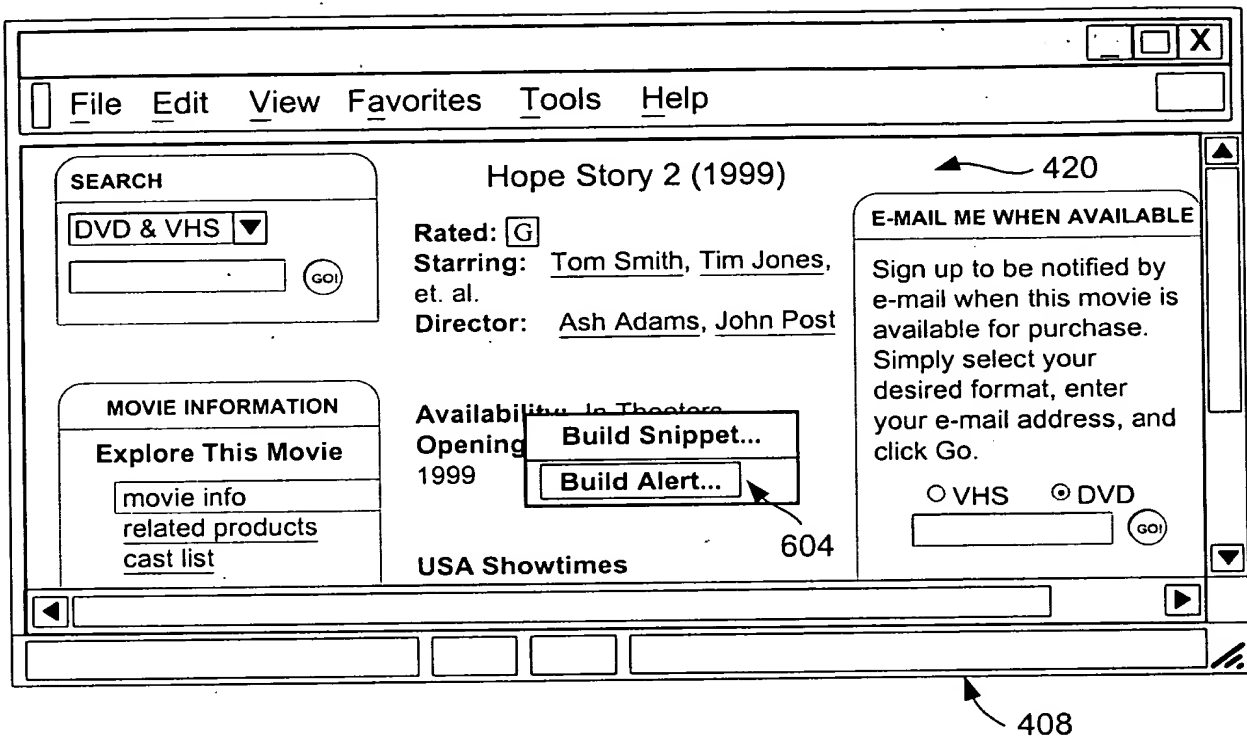 X
File Edit View Favorites Tools Help
SEARCH
DVD & VHS
GO!
Hope Story 2 (1999)
420
Rated: G
Starring: Tom Smith, Tim Jones,
et. al.
Director: Ash Adams, John Post
E-MAIL ME WHEN AVAILABLE
Sign up to be notified by
e-mail when this movie is
available for purchase.
Simply select your
desired format, enter
your e-mail address, and
click Go.
VHS DVD
GO!
MOVIE INFORMATION
Explore This Movie
movie info
related products
cast list
Availability: In Theaters
Opening
1999
Build Snippet...
Build Alert...
604
USA Showtimes
408